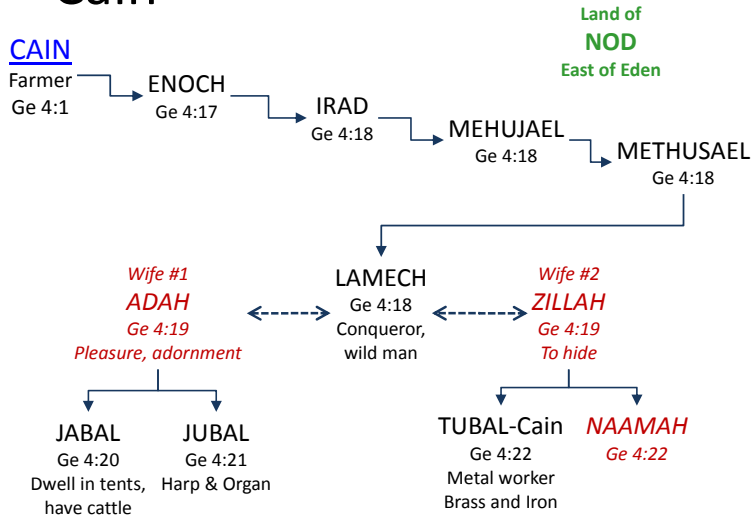 Cain
Land of
NOD
East of Eden
CAIN
Farmer
Ge 4:1
ENOCH
Ge 4:17
IRAD
Ge 4:18
MEHUJAEL
Ge 4:18
METHUSAEL
Ge 4:18
Wife #1
ADAH
Ge 4:19
Pleasure, adornment
LAMECH
Ge 4:18
Conqueror,
wild man
Wife #2
ZILLAH
Ge 4:19
To hide
JABAL
Ge 4:20
Dwell in tents,
have cattle
JUBAL
Ge 4:21
Harp & Organ
TUBAL-Cain
Ge 4:22
Metal worker
Brass and Iron
NAAMAH
Ge 4:22